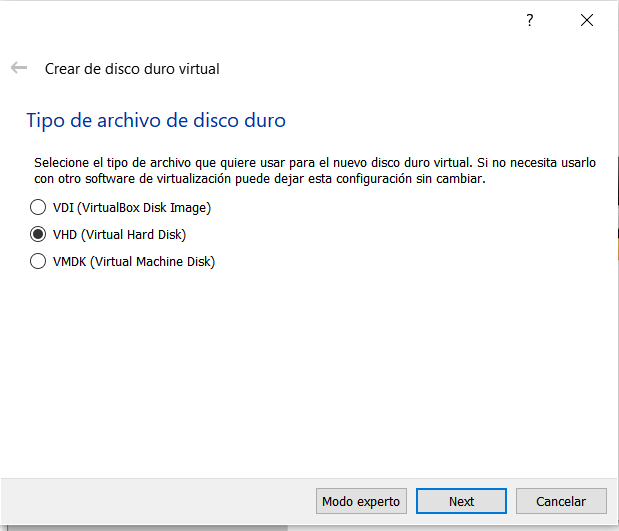 ?
Crear de disco duro virtual
Tipo de archivo de disco duro
Selecione el tipo de archivo que quiere usar para el nuevo disco duro virtual. Si no necesita usarlo
con otro software de virtualización puede dejar esta configuración sin cambiar.
VDI (VirtualBox Disk Image)
VHD (Virtual Hard Disk)
VMDK (Virtual Machine Disk)
Modo experto Next Cancelar